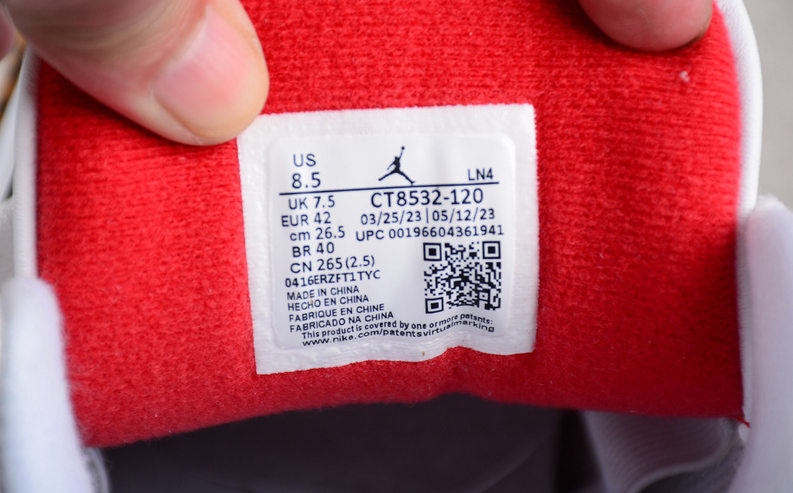 US
8.5
LN4
UK 7.5
CT8532-120
EUR 42
03/25/23 | 05/12/23
cm 26.5
UPC 00196604361941
BR 40
CN 265 (2.5)
0416ERZFT1TYC
MADE IN CHINA
HECHO EN CHINA
FABRIQUE EN CHINE
FABRICADO NA CHINA
This product is covered by one or more patents:
www.nike.com/patentsvirtualmarking